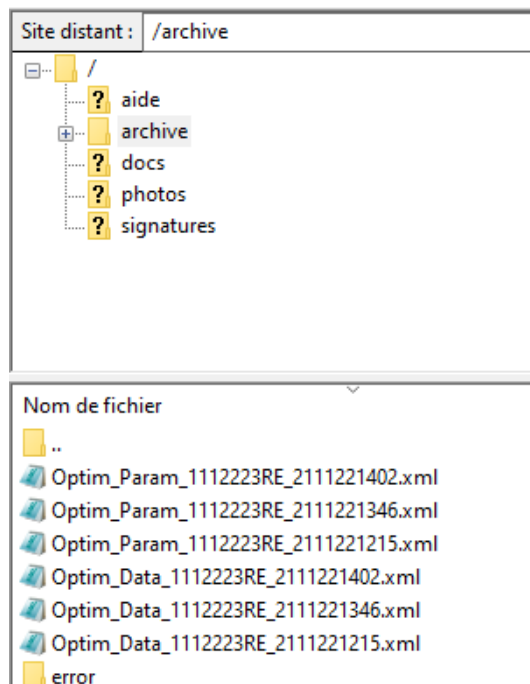 Site distant : /archive
/
? aide
archive
? docs
? photos
? signatures
Nom de fichier
..
Optim_Param_1112223RE_2111221402.xml
Optim_Param_1112223RE_2111221346.xml
Optim_Param_1112223RE_2111221215.xml
Optim_Data_1112223RE_2111221402.xml
Optim_Data_1112223RE_2111221346.xml
Optim_Data_1112223RE_2111221215.xml
error